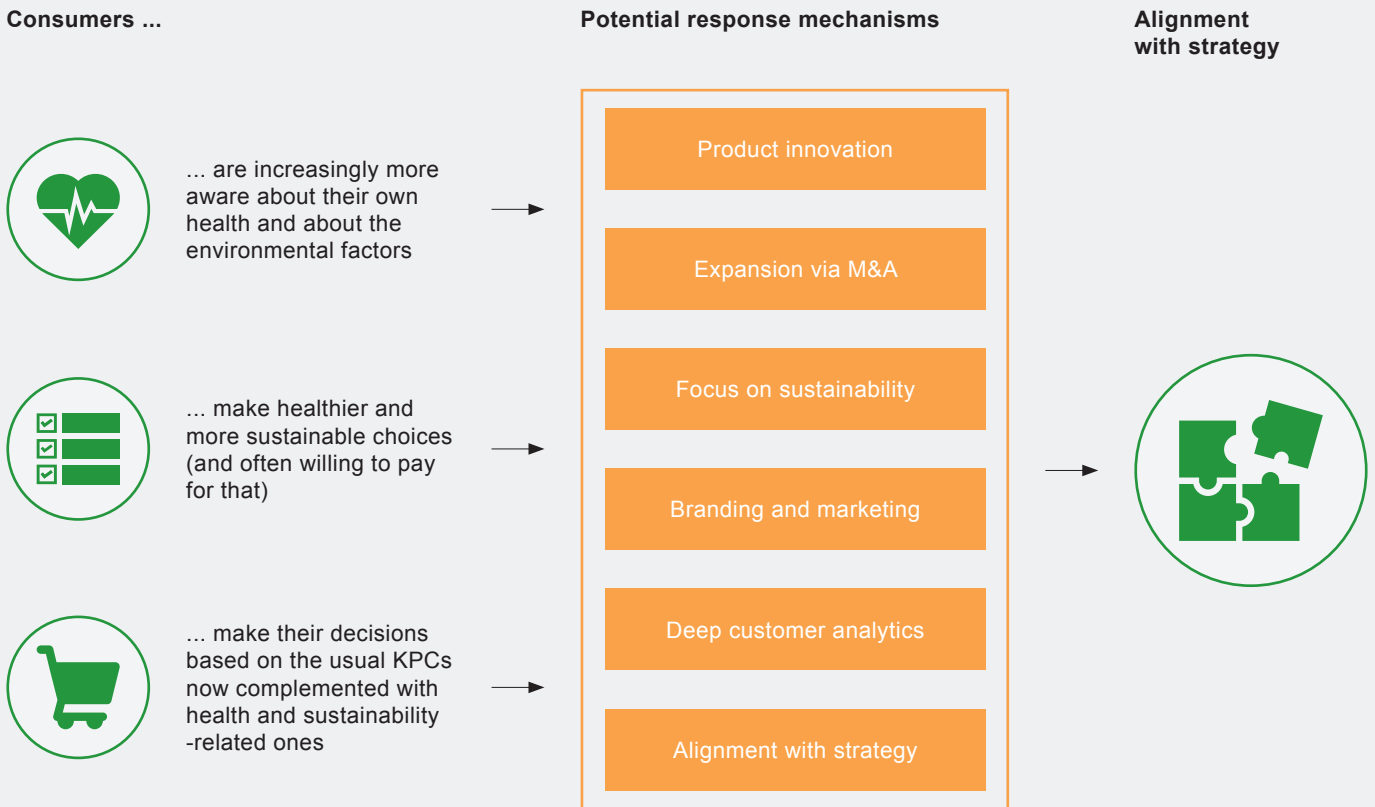 Consumers ...
Potential response mechanisms
Alignment
with strategy
... are increasingly more
aware about their own
health and about the
environmental factors
... make healthier and
more sustainable choices
(and often willing to pay
for that)
... make their decisions
based on the usual KPCs
now complemented with
health and sustainability
-related ones
Product innovation
Expansion via M&A
Focus on sustainability
Branding and marketing
Deep customer analytics
Alignment with strategy